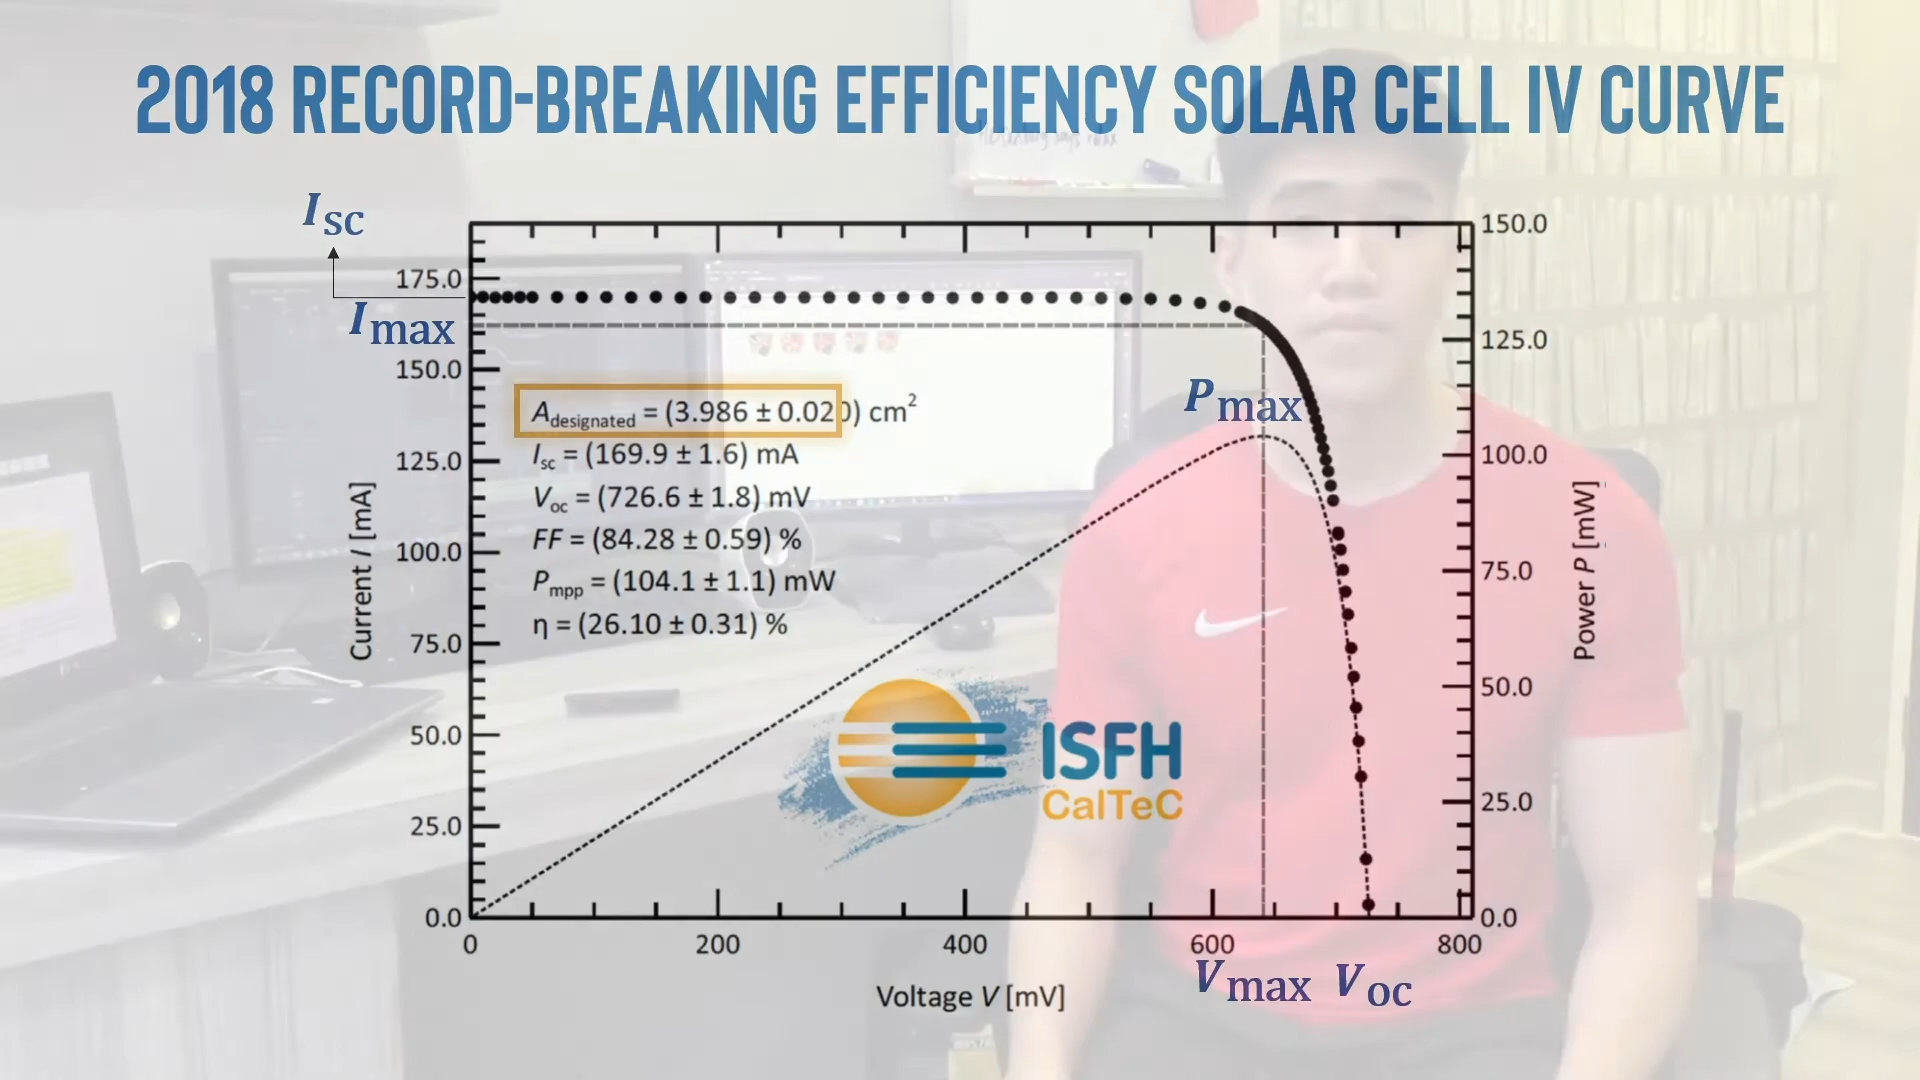 2018 RECORD-BREAKING EFFICIENCY SOLAR CELL IV CURVE
Isc
Imax
175.0
150.0
125.0
100.0
75.0
50.0
25.0
0.0
Current I [mA]
Adesignated = (3.986 ± 0.020) cm²
Isc = (169.9 ± 1.6) mA
Voc = (726.6 ± 1.8) mV
FF = (84.28 ± 0.59) %
Pmpp = (104.1 ± 1.1) mW
η = (26.10 ± 0.31) %
Pmax
ISFH
CalTeC
150.0
125.0
100.0
75.0
50.0
25.0
0.0
Power P [mW]
0
200
400
600
800
Vmax
Voc
Voltage V [mV]